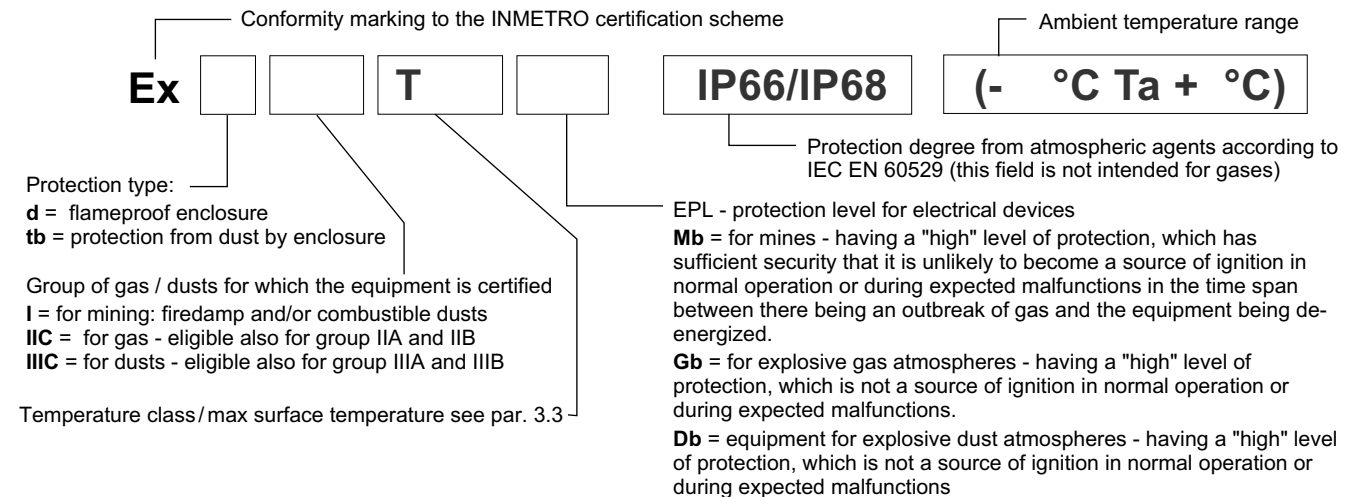 Conformity marking to the INMETRO certification scheme
Ambient temperature range
Ex T IP66/IP68 (- °C Ta + °C)
Protection degree from atmospheric agents according to
IEC EN 60529 (this field is not intended for gases)
Protection type:
d = flameproof enclosure
tb = protection from dust by enclosure
Group of gas / dusts for which the equipment is certified
I = for mining: firedamp and/or combustible dusts
IIC = for gas - eligible also for group IIA and IIB
IIIC = for dusts - eligible also for group IIIA and IIIB
Temperature class/max surface temperature see par. 3.3
EPL - protection level for electrical devices
Mb = for mines - having a "high" level of protection, which has
sufficient security that it is unlikely to become a source of ignition in
normal operation or during expected malfunctions in the time span
between there being an outbreak of gas and the equipment being de-
energized.
Gb = for explosive gas atmospheres - having a "high" level of
protection, which is not a source of ignition in normal operation or
during expected malfunctions.
Db = equipment for explosive dust atmospheres - having a "high" level
of protection, which is not a source of ignition in normal operation or
during expected malfunctions